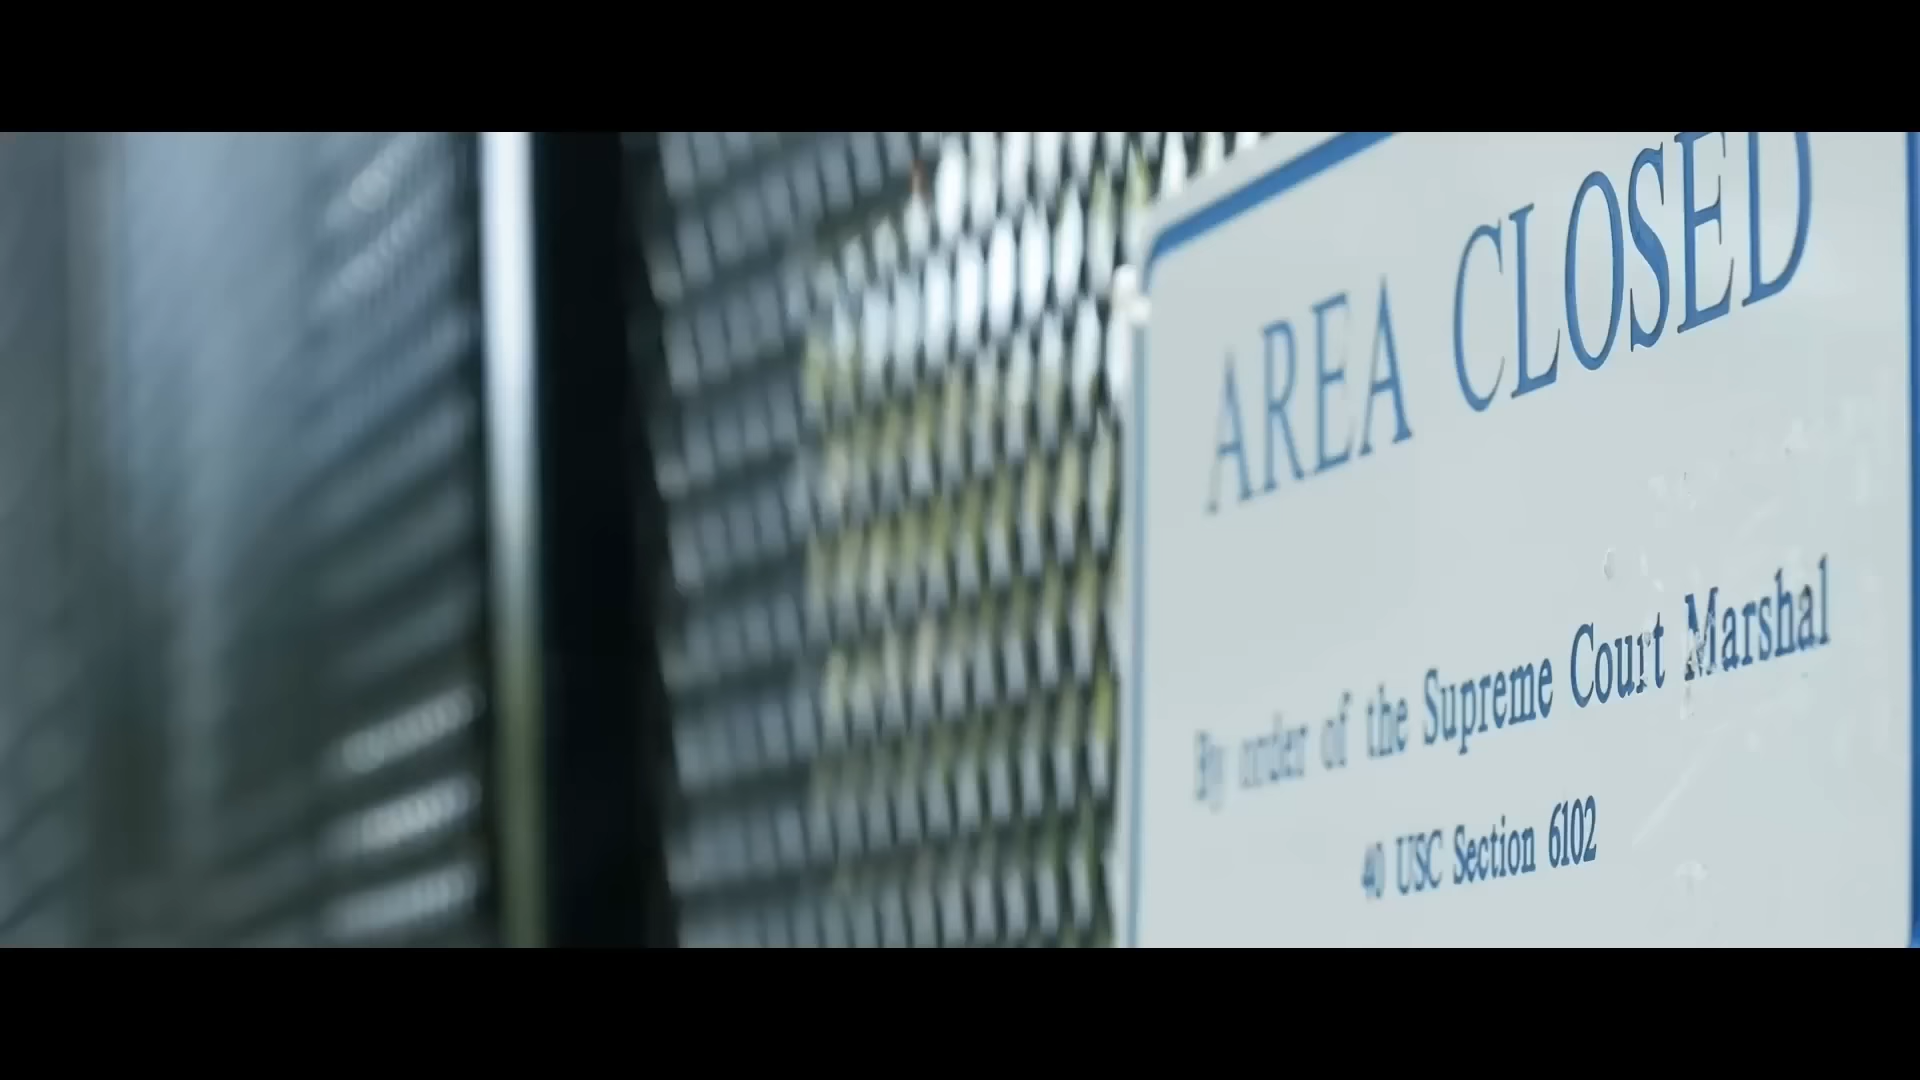 AREA CLOSED
By order of the Supreme Court Marshal
40 USC Section 6102